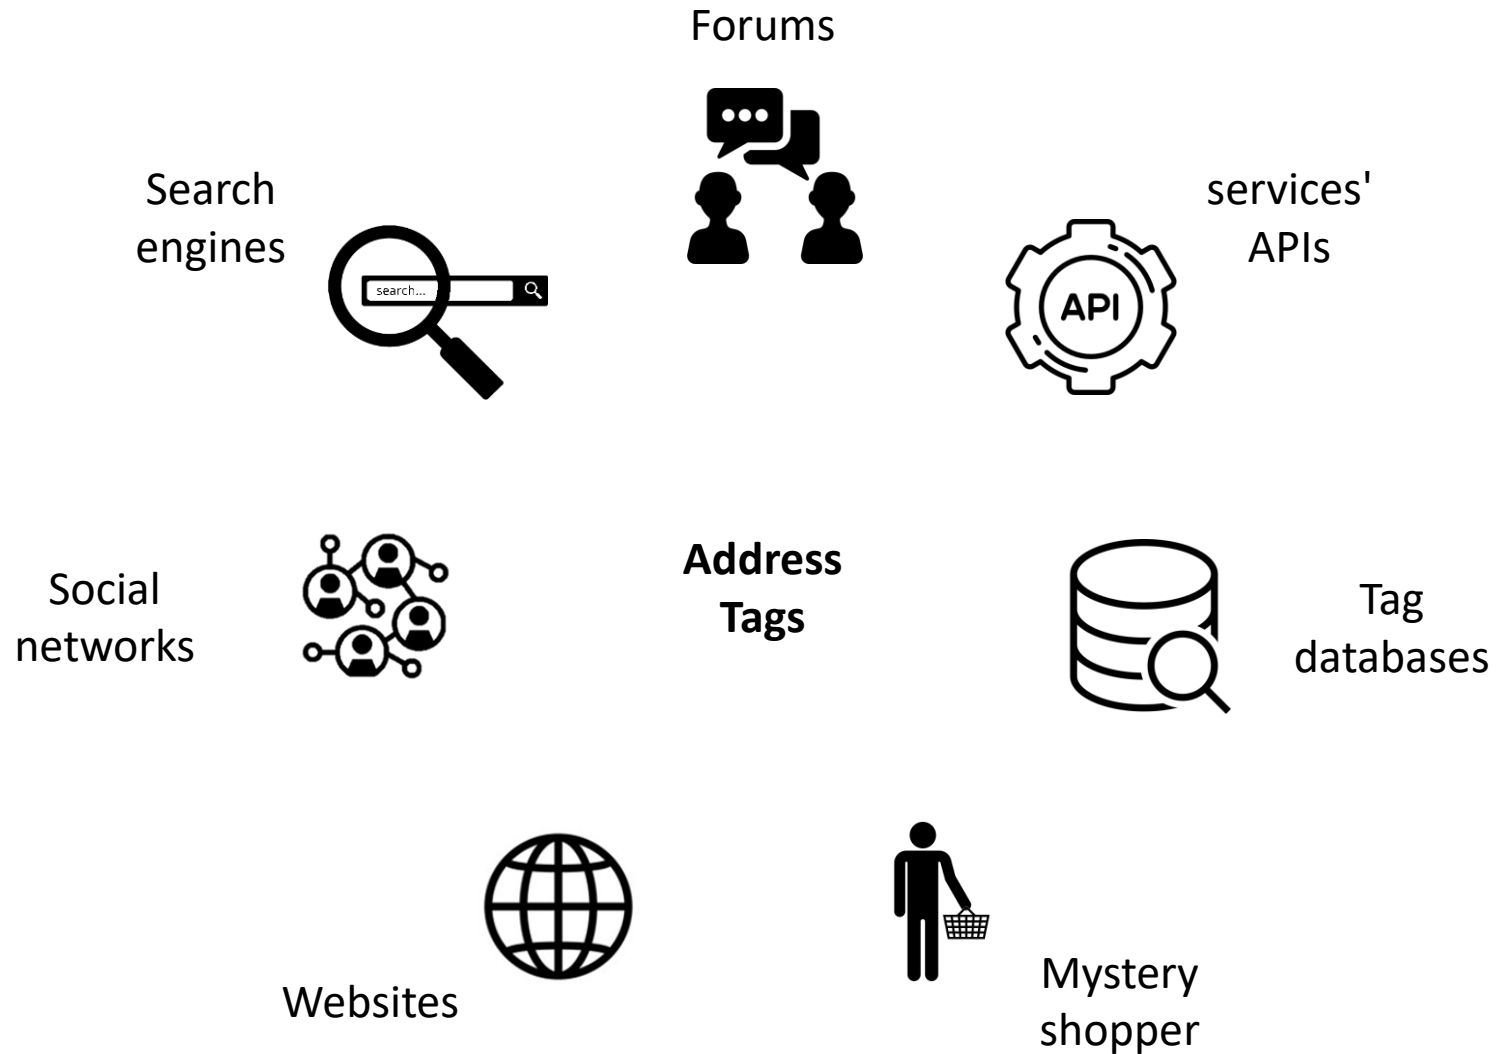 Forums
Search
engines
search...
services'
APIs
API
Social
networks
Address
Tags
Tag
databases
Websites
Mystery
shopper